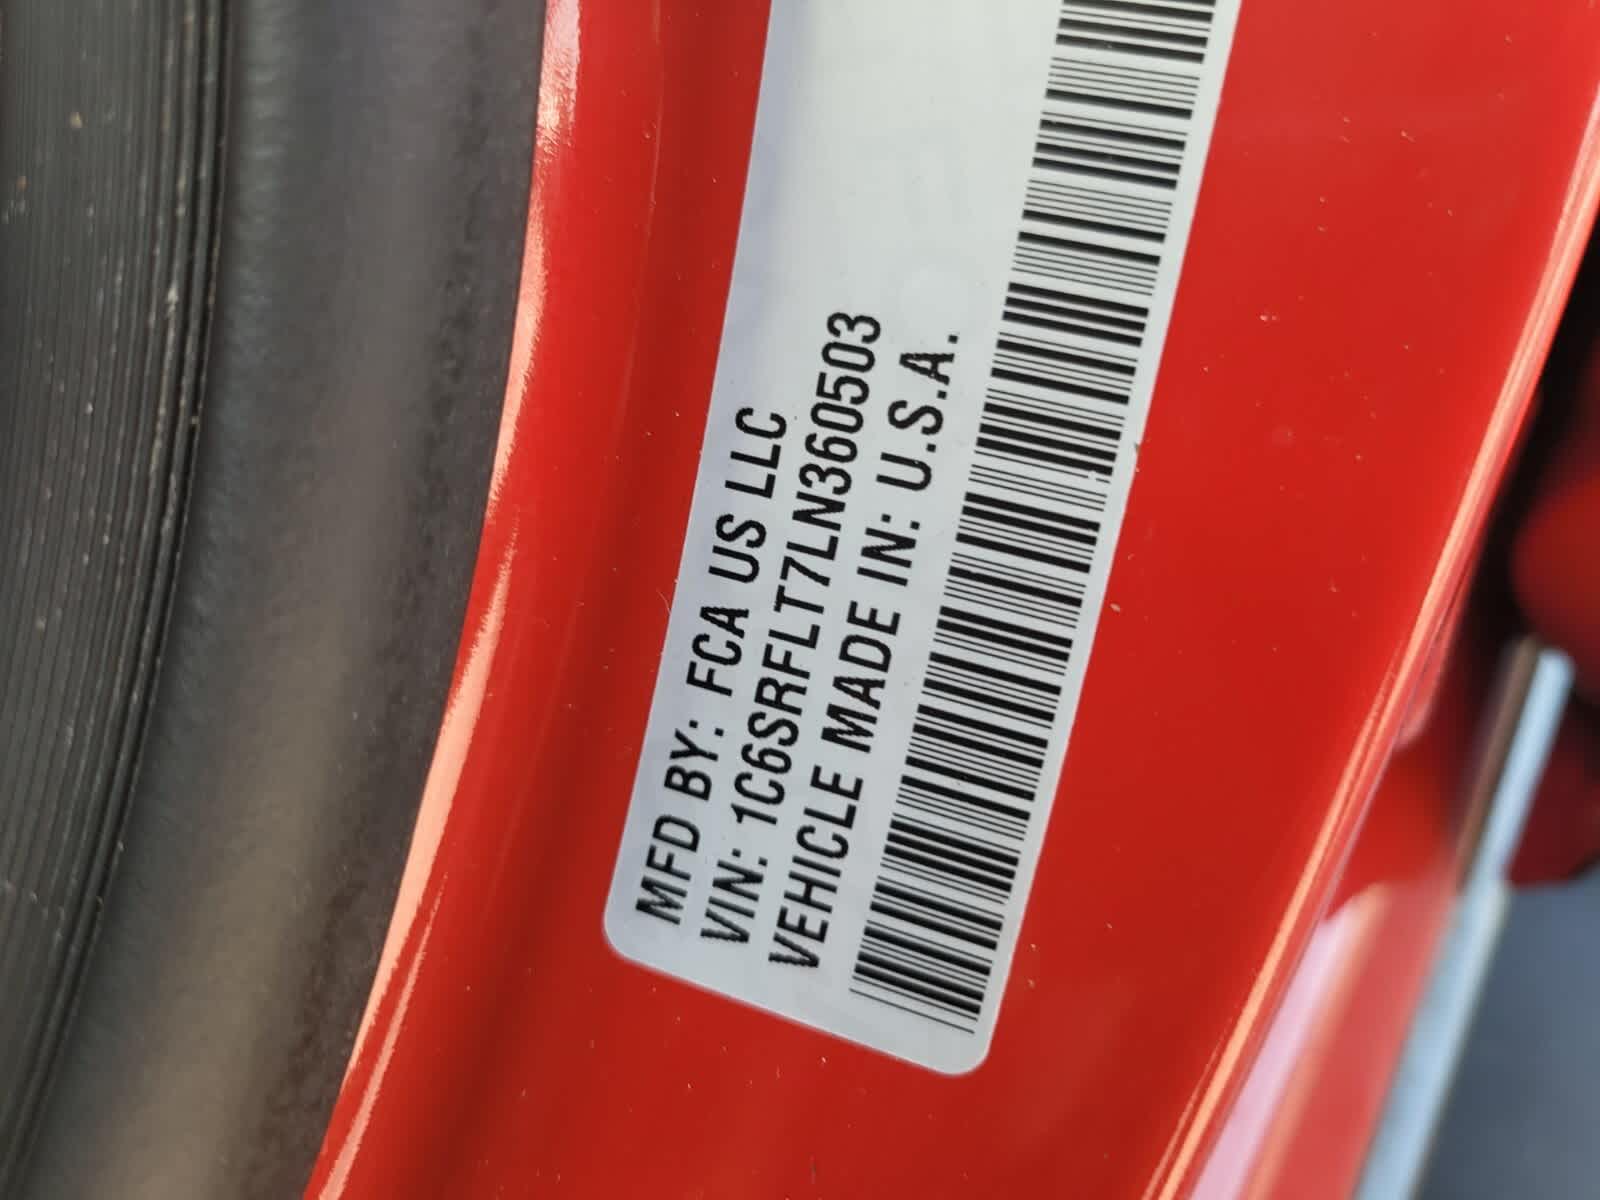 MFD BY: FCA US LLC
VIN: 1C6SRFLT7LN360503
VEHICLE MADE IN: U.S.A.